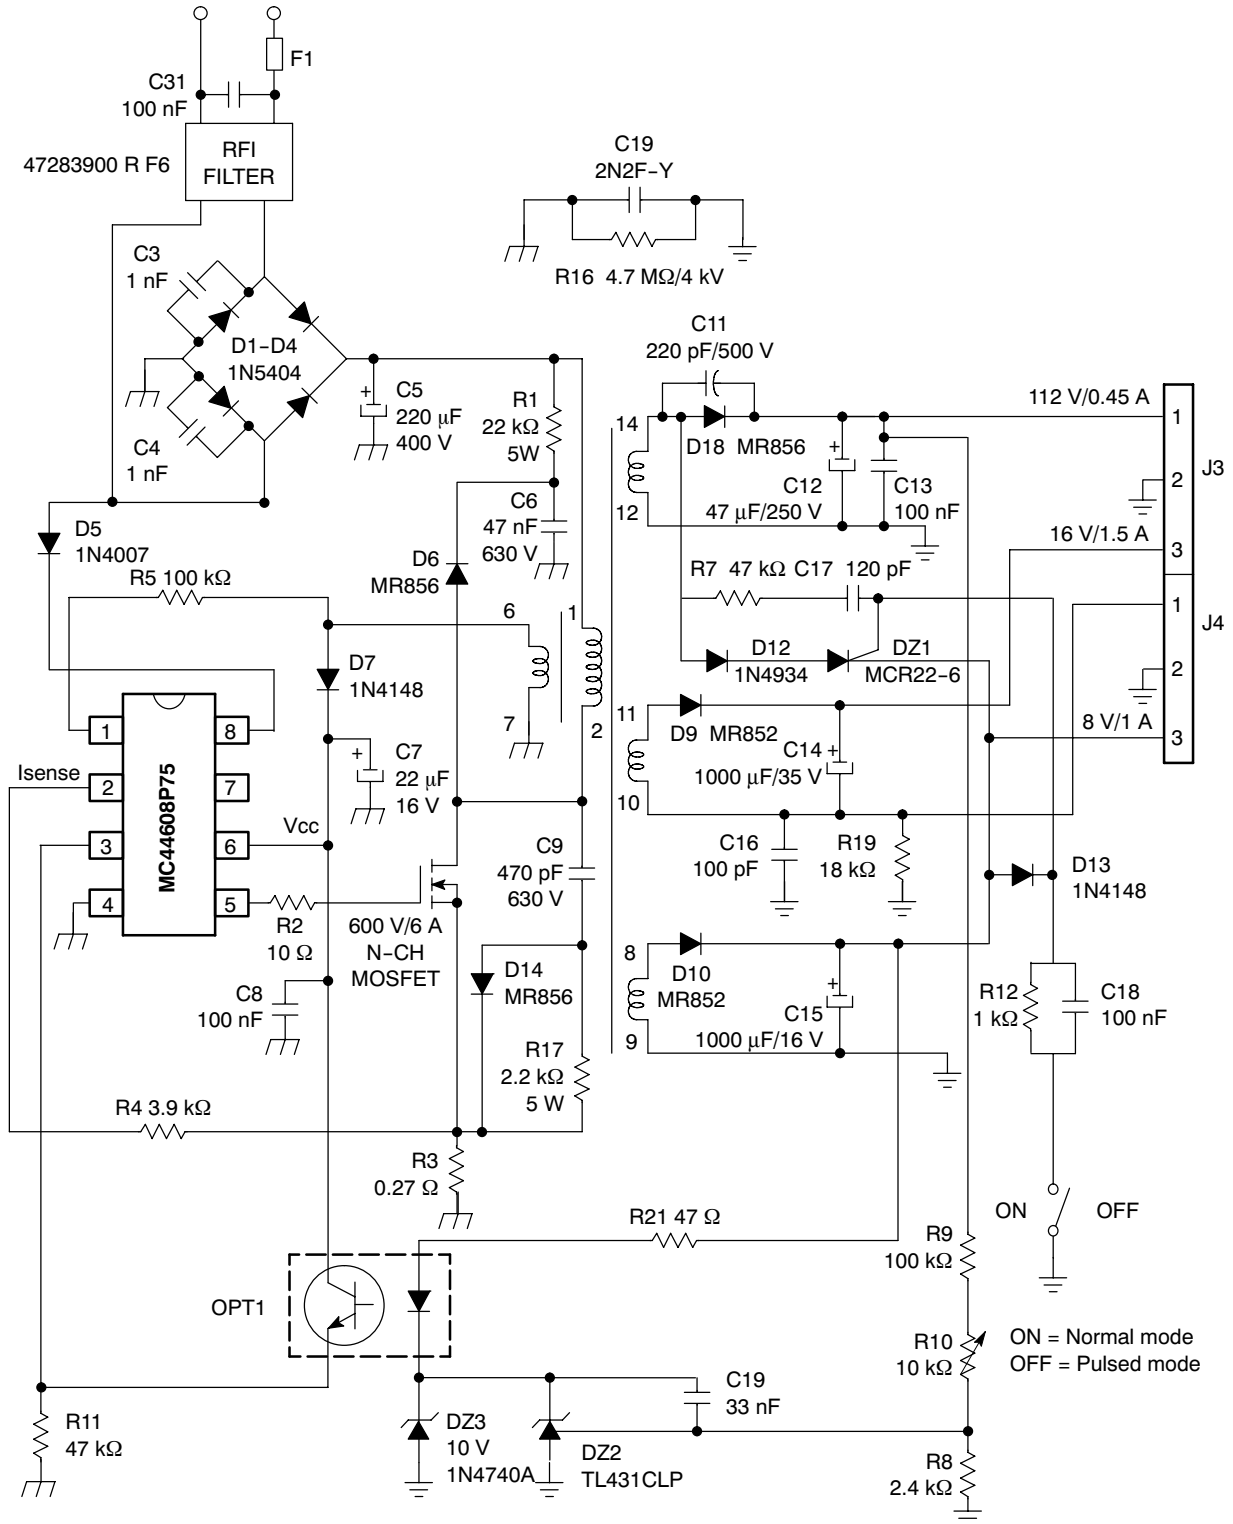 F1
C31
100 nF
47283900 R F6
RFI
FILTER
C19
2N2F-Y
R16 4.7 MΩ/4 kV
C3
1 nF
D1-D4
1N5404
C4
1 nF
C5
220 μF
400 V
R1
22 kΩ
5W
C11
220 pF/500 V
14
D18 MR856
12
C12
47 μF/250 V
C13
100 nF
112 V/0.45 A
1
2
J3
16 V/1.5 A
3
1
J4
2
8 V/1 A
3
D5
1N4007
R5 100 kΩ
C6
47 nF
630 V
D6
MR856
R7 47 kΩ C17 120 pF
D12
1N4934
DZ1
MCR22-6
6
1
7
2
D7
1N4148
11
D9 MR852
C14
1000 μF/35 V
10
1
8
Isense
2
7
3
6
4
5
MC44608P75
Vcc
C7
22 μF
16 V
C9
470 pF
630 V
C16
100 pF
R19
18 kΩ
D13
1N4148
R2
10 Ω
600 V/6 A
N-CH
MOSFET
D14
MR856
8
D10
MR852
9
C15
1000 μF/16 V
R12
1 kΩ
C18
100 nF
C8
100 nF
R17
2.2 kΩ
5 W
R4 3.9 kΩ
R3
0.27 Ω
R21 47 Ω
ON
OFF
R9
100 kΩ
OPT1
R10
10 kΩ
ON = Normal mode
OFF = Pulsed mode
C19
33 nF
R11
47 kΩ
DZ3
10 V
1N4740A
DZ2
TL431CLP
R8
2.4 kΩ